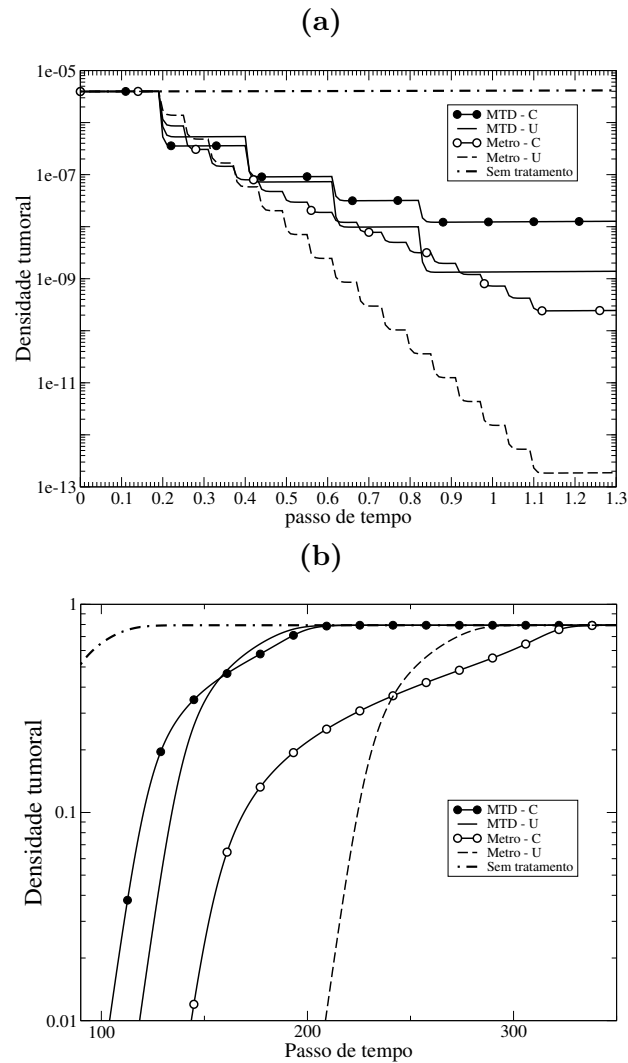 (a)
1e-05
1e-07
1e-09
1e-11
1e-13
Densidade tumoral
MTD - C
MTD - U
Metro - C
Metro - U
Sem tratamento
0 0.1 0.2 0.3 0.4 0.5 0.6 0.7 0.8 0.9 1 1.1 1.2 1.3
passo de tempo
(b)
1
0.1
0.01
Densidade tumoral
MTD - C
MTD - U
Metro - C
Metro - U
Sem tratamento
100 200 300
Passo de tempo